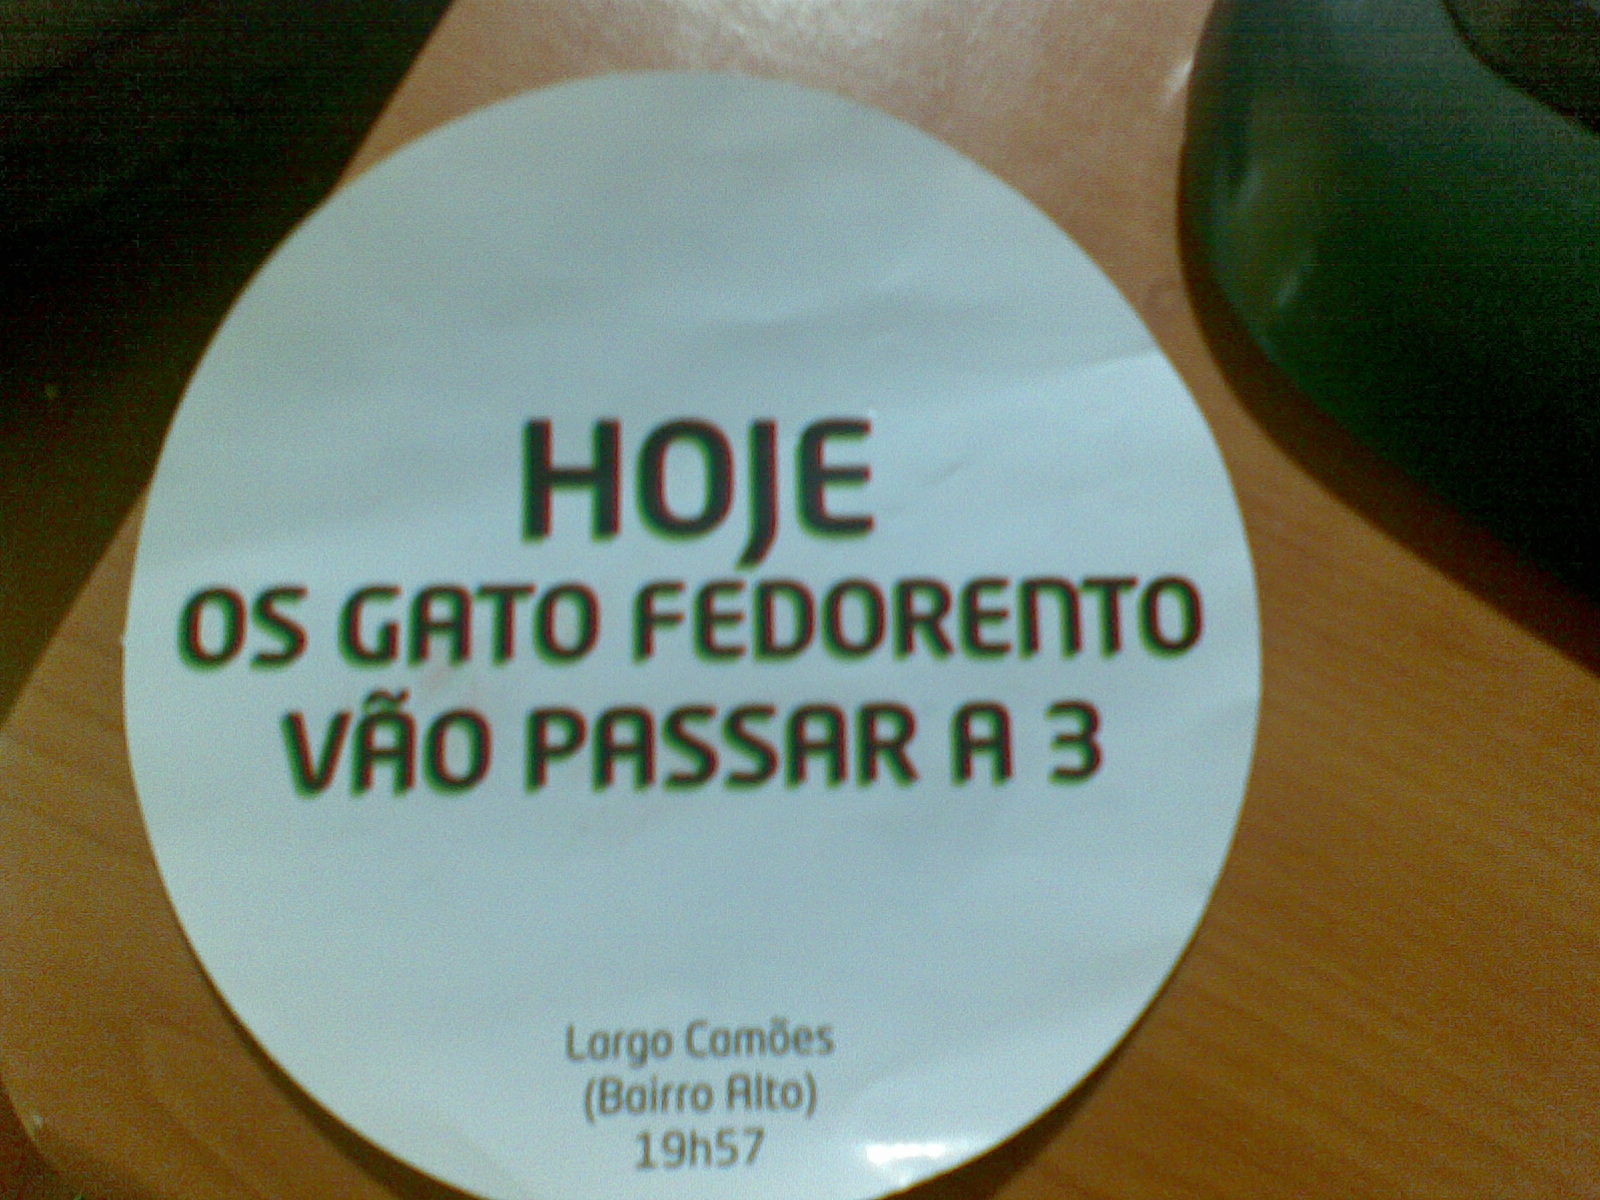 HOJE
OS GATO FEDORENTO
VÃO PASSAR A 3
Largo Camões
(Bairro Alto)
19h57